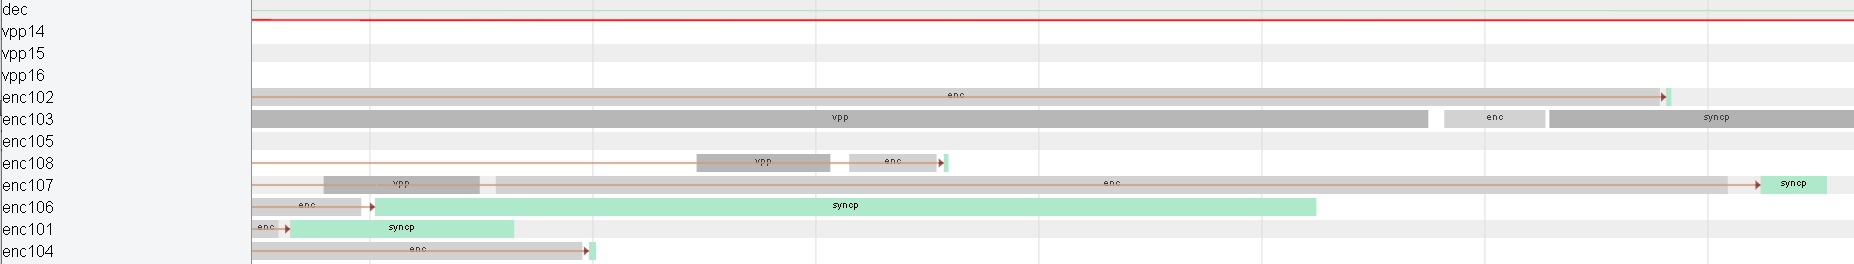 dec
vpp14
vpp15
vpp16
enc102 enc
enc103 vpp enc syncp
enc105
enc108 vpp enc
enc107 vpp enc syncp
enc106 enc syncp
enc101 enc syncp
enc104 enc